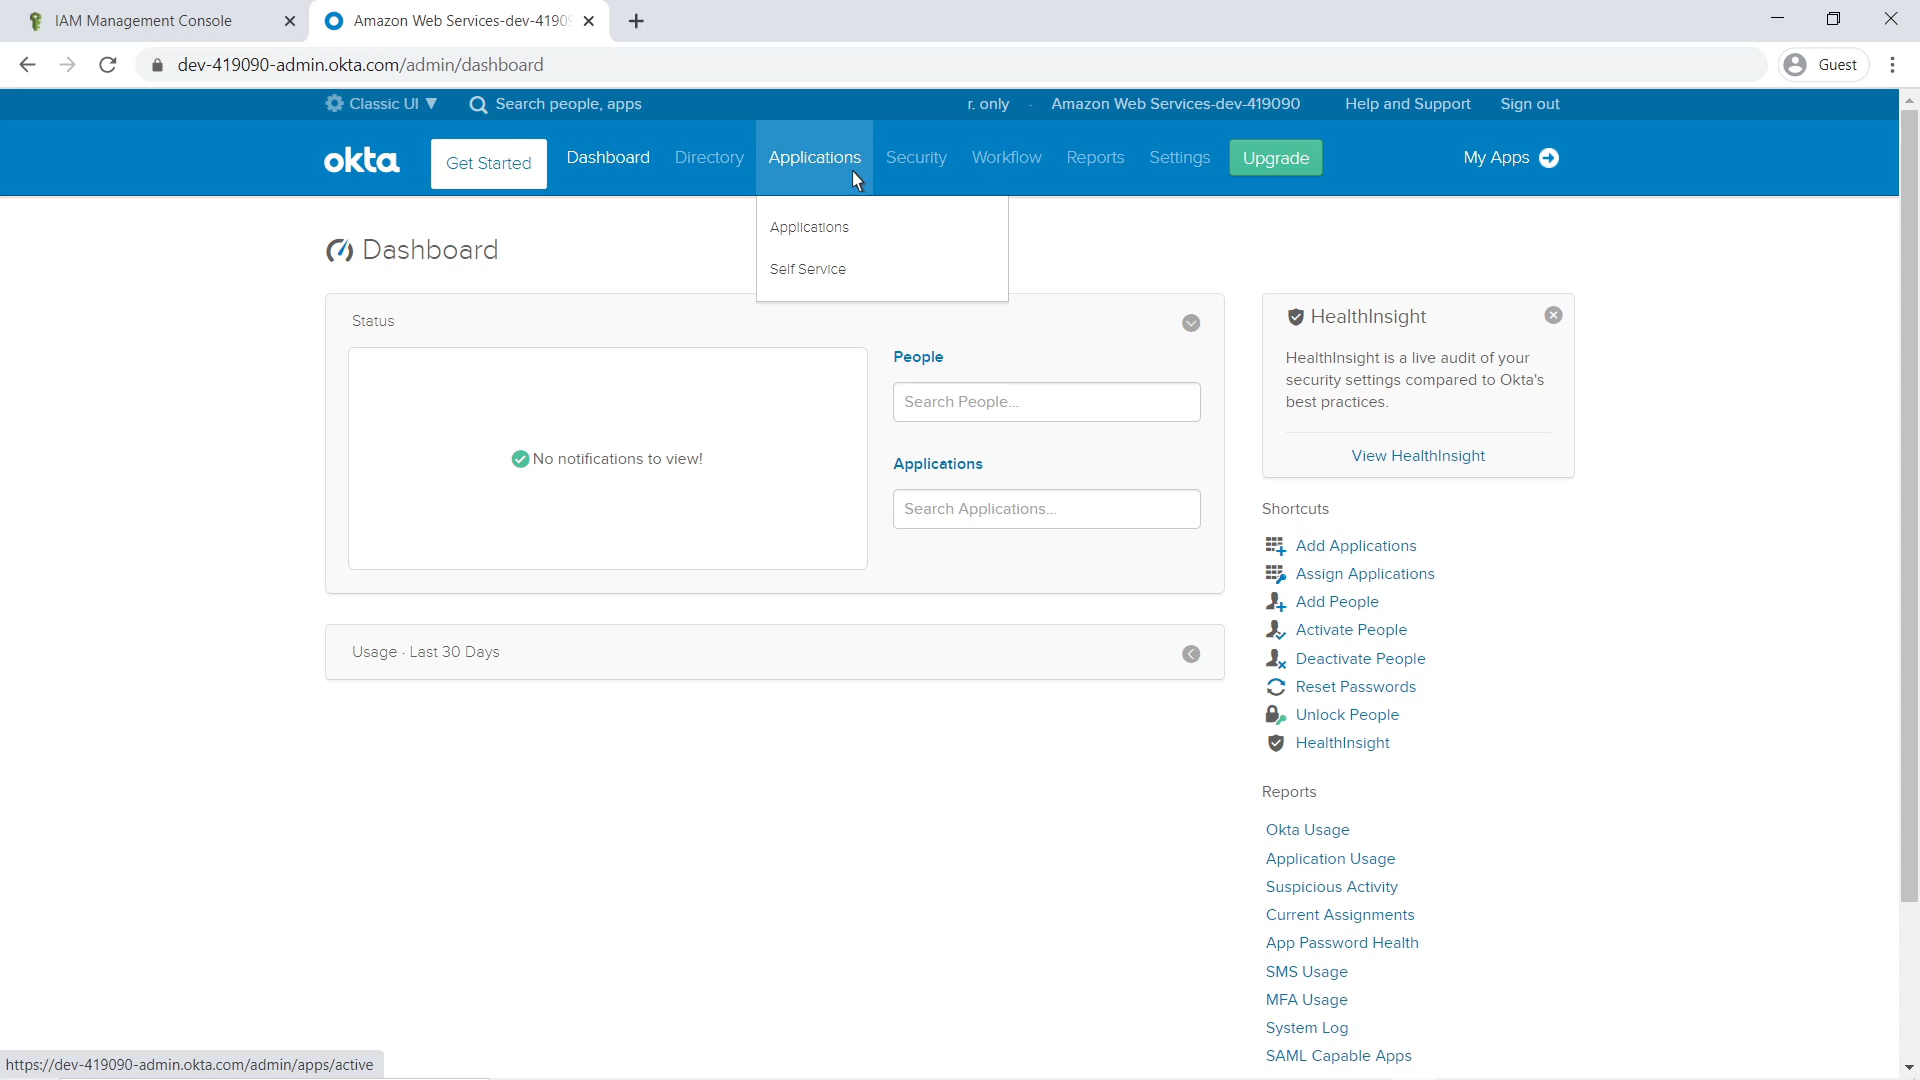 IAM Management Console
Amazon Web Services-dev-4190
dev-419090-admin.okta.com/admin/dashboard
Guest
Classic UI
Search people, apps
r. only - Amazon Web Services-dev-419090
Help and Support
Sign out
okta
Get Started
Dashboard
Directory
Applications
Security
Workflow
Reports
Settings
Upgrade
My Apps
Applications
Self Service
Dashboard
Status
No notifications to view!
People
Search People...
Applications
Search Applications...
Usage · Last 30 Days
HealthInsight
HealthInsight is a live audit of your
security settings compared to Okta's
best practices.
View HealthInsight
Shortcuts
Add Applications
Assign Applications
Add People
Activate People
Deactivate People
Reset Passwords
Unlock People
HealthInsight
Reports
Okta Usage
Application Usage
Suspicious Activity
Current Assignments
App Password Health
SMS Usage
MFA Usage
System Log
SAML Capable Apps
https://dev-419090-admin.okta.com/admin/apps/active